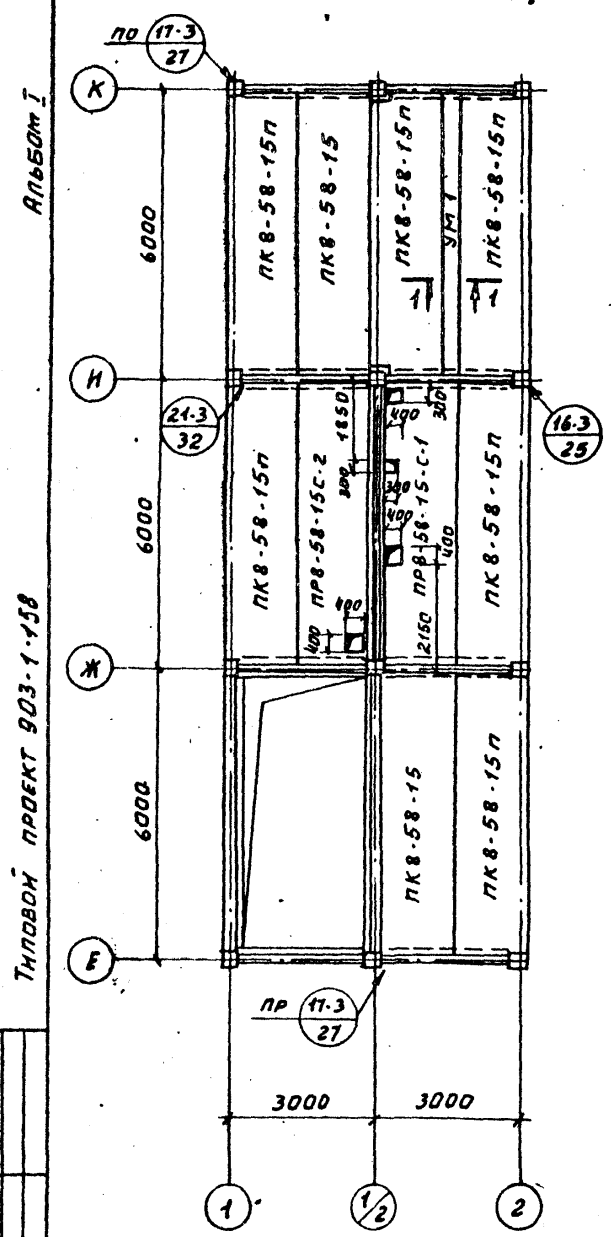 ПО 17-3
27
К
Альбом I
ПК8-58-15п
ПК8-58-15
ПК8-58-15п
УМ 1
ПК8-58-15п
6000
1 1
И
21-3
32
16-3
25
1850
300
400
300
300
400
400
2150
400
400
ПК8-58-15п
ПР8-58-15С-2
ПР8-58-15-С-1
ПК8-58-15п
6000
Ж
Типовой проект 903-1-158
6000
ПК8-58-15
ПК8-58-15п
Е
ПР 17-3
27
3000 3000
1 1/2 2